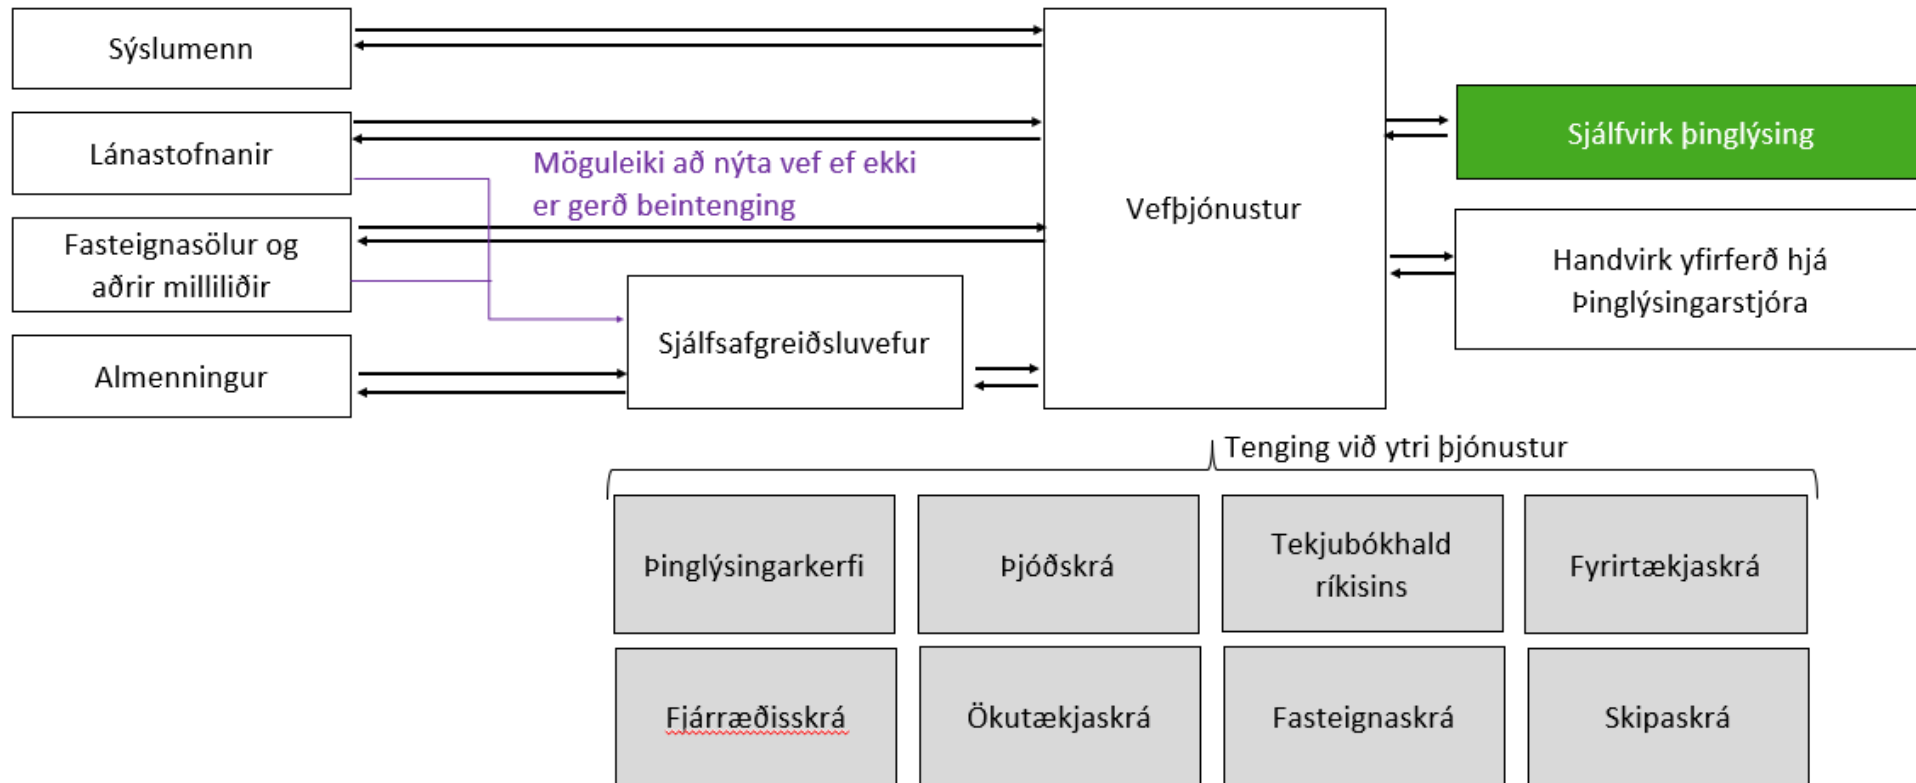 Sýslumenn
Lánastofnanir
Fasteignasölur og
aðrir milliliðir
Almenningur
Möguleiki að nýta vef ef ekki
er gerð beintenging
Sjálfsafgreiðsluvefur
Vefþjónustur
Sjálfvirk þinglýsing
Handvirk yfirferð hjá
Þinglýsingarstjóra
Tenging við ytri þjónustur
Þinglýsingarkerfi
Þjóðskrá
Tekjubókhald
ríkisins
Fyrirtækjaskrá
Fjárræðisskrá
Ökutækjaskrá
Fasteignaskrá
Skipaskrá